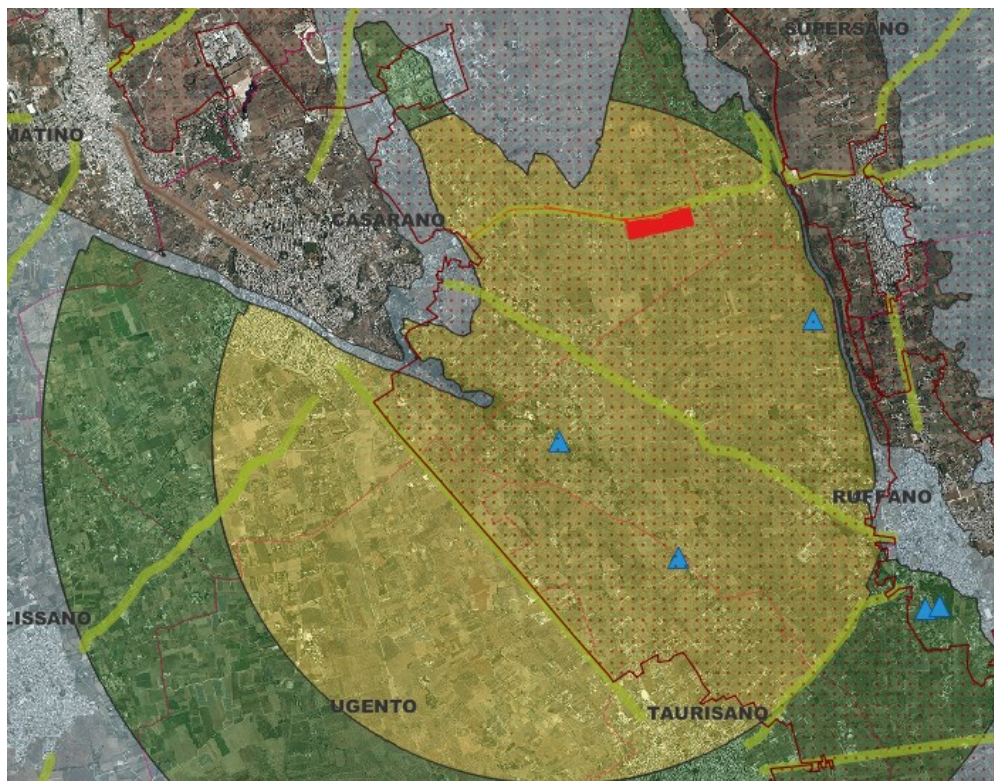 SUPERSANO
MATINO
CASARANO
RUFFANO
LISSANO
UGENTO
TAURISANO